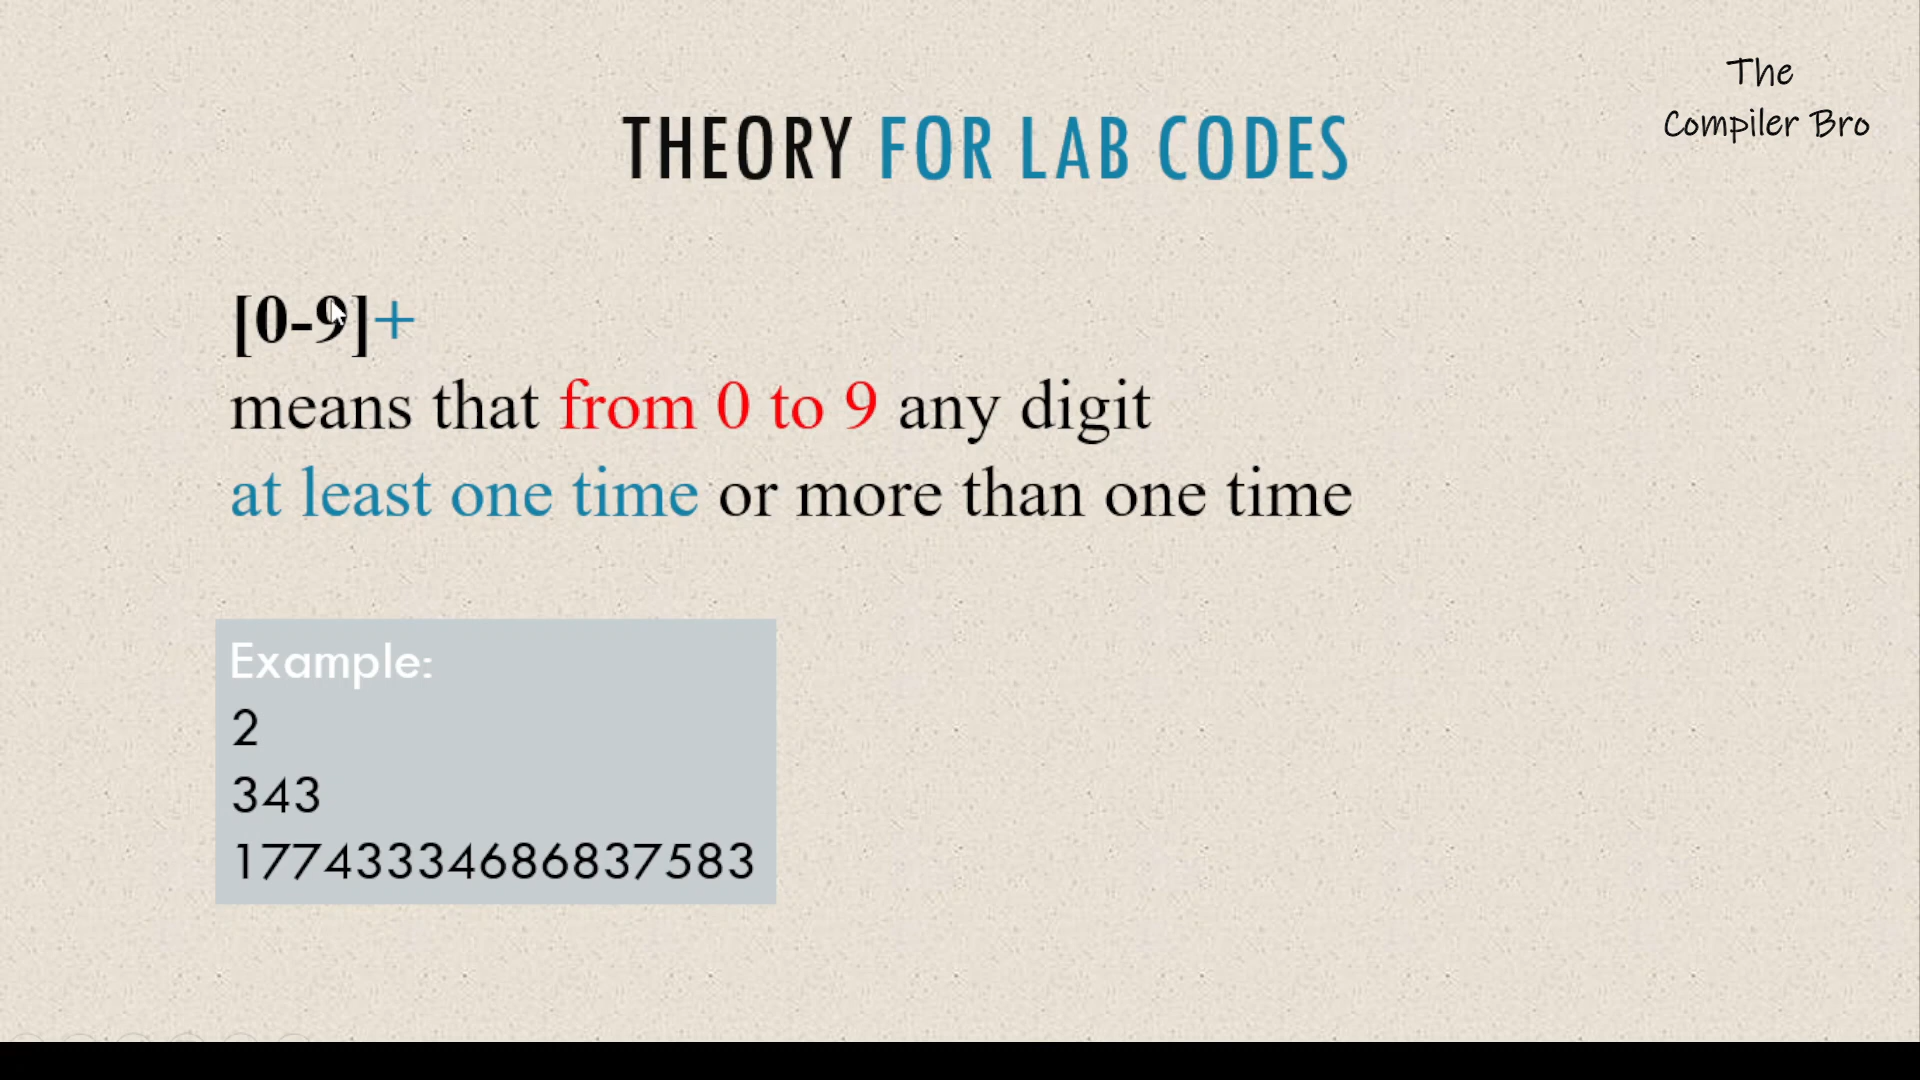 The
Compiler Bro
THEORY FOR LAB CODES
[0-9]+
means that from 0 to 9 any digit
at least one time or more than one time
Example:
2
343
17743334686837583